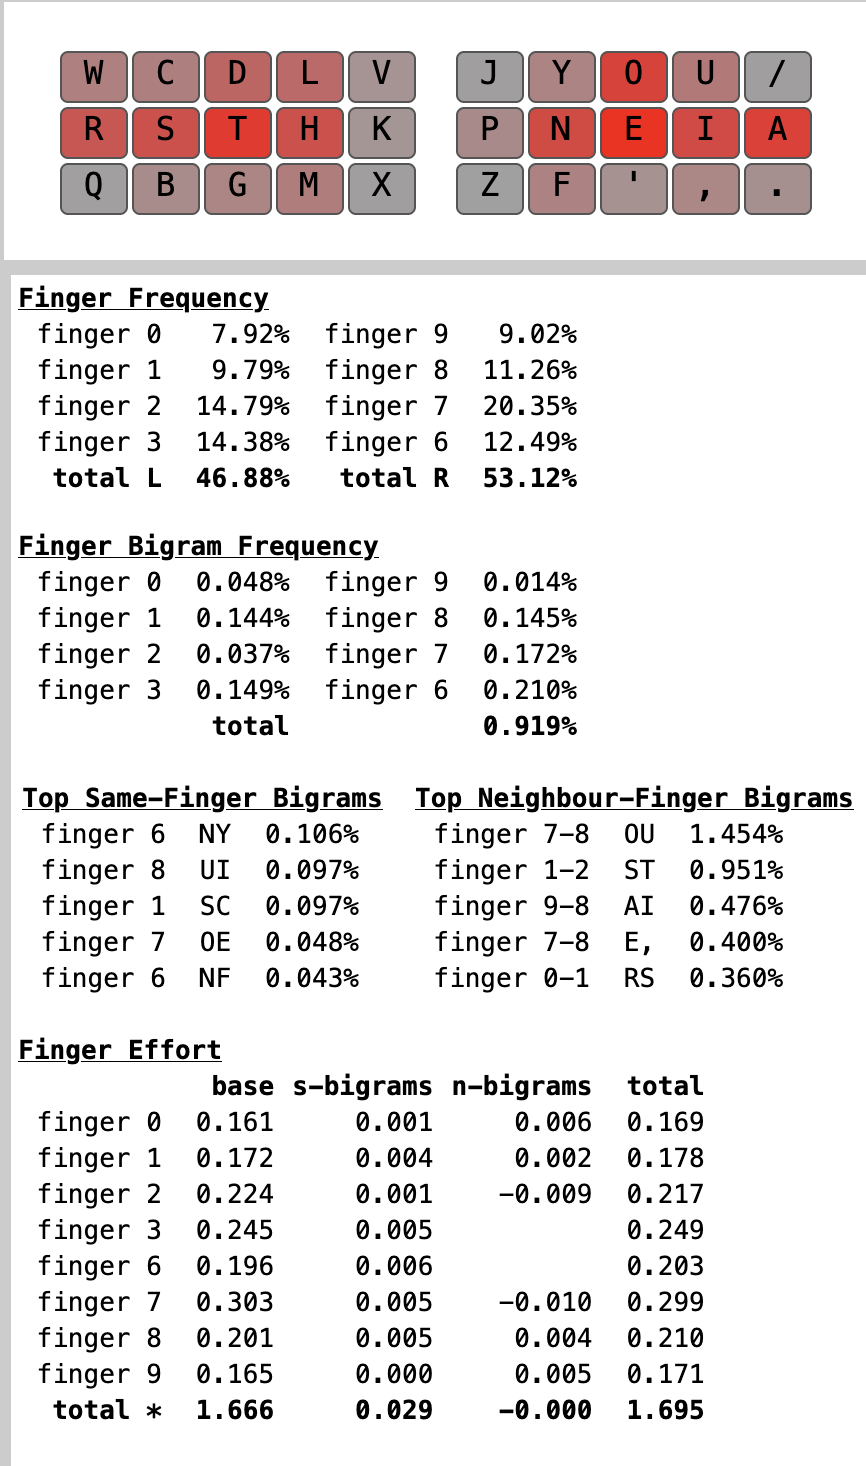 W C D L V J Y O U /
R S T H K P N E I A
Q B G M X Z F ' , .
Finger Frequency
finger 0 7.92% finger 9 9.02%
finger 1 9.79% finger 8 11.26%
finger 2 14.79% finger 7 20.35%
finger 3 14.38% finger 6 12.49%
total L 46.88% total R 53.12%
Finger Bigram Frequency
finger 0 0.048% finger 9 0.014%
finger 1 0.144% finger 8 0.145%
finger 2 0.037% finger 7 0.172%
finger 3 0.149% finger 6 0.210%
total 0.919%
Top Same-Finger Bigrams Top Neighbour-Finger Bigrams
finger 6 NY 0.106% finger 7-8 OU 1.454%
finger 8 UI 0.097% finger 1-2 ST 0.951%
finger 1 SC 0.097% finger 9-8 AI 0.476%
finger 7 OE 0.048% finger 7-8 E, 0.400%
finger 6 NF 0.043% finger 0-1 RS 0.360%
Finger Effort
base s-bigrams n-bigrams total
finger 0 0.161 0.001 0.006 0.169
finger 1 0.172 0.004 0.002 0.178
finger 2 0.224 0.001 -0.009 0.217
finger 3 0.245 0.005 0.249
finger 6 0.196 0.006 0.203
finger 7 0.303 0.005 -0.010 0.299
finger 8 0.201 0.005 0.004 0.210
finger 9 0.165 0.000 0.005 0.171
total * 1.666 0.029 -0.000 1.695